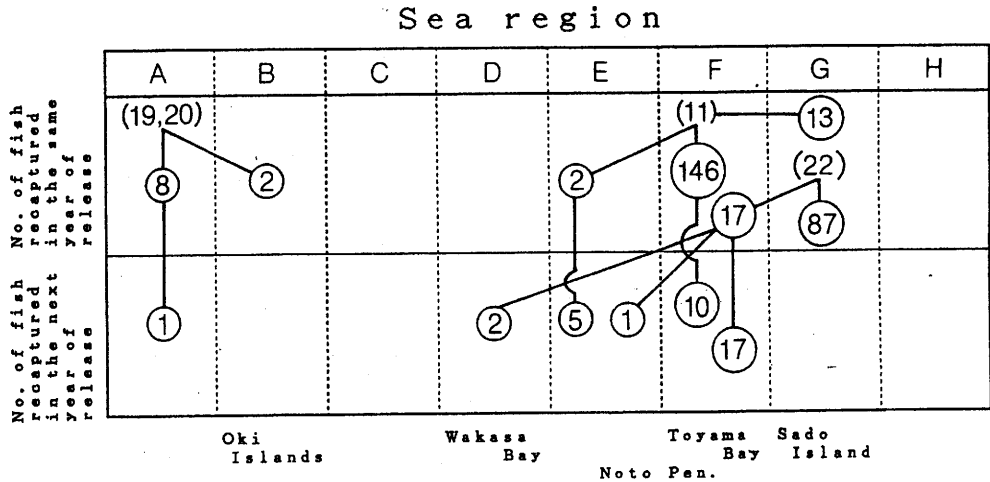 Sea region
A B C D E F G H
No. of fish
recaptured
in the same
year of
release
(19,20) (11) 13
8 2 2 146 (22)
17 87
No. of fish
recaptured
in the next
year of
release
1 2 5 1 10
17
Oki
Islands
Wakasa
Bay
Noto Pen.
Toyama
Bay
Sado
Island